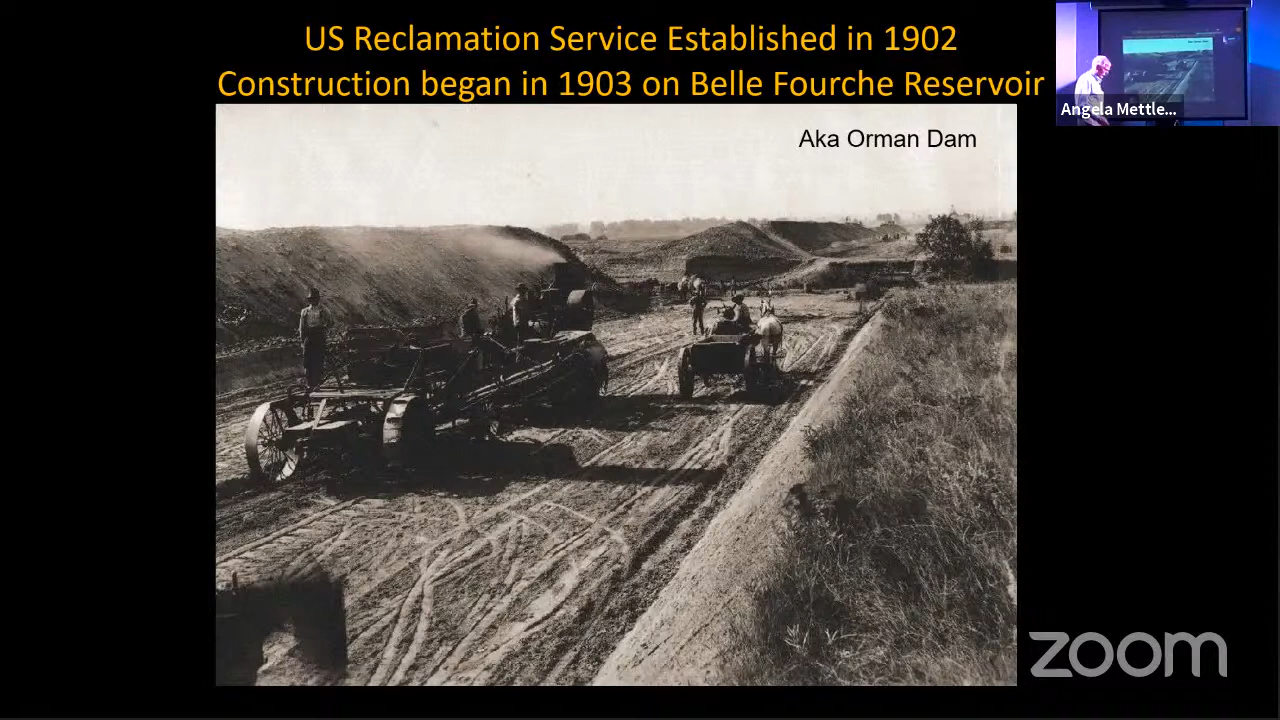 US Reclamation Service Established in 1902
Construction began in 1903 on Belle Fourche Reservoir
Aka Orman Dam
Angela Mettle...
zoom